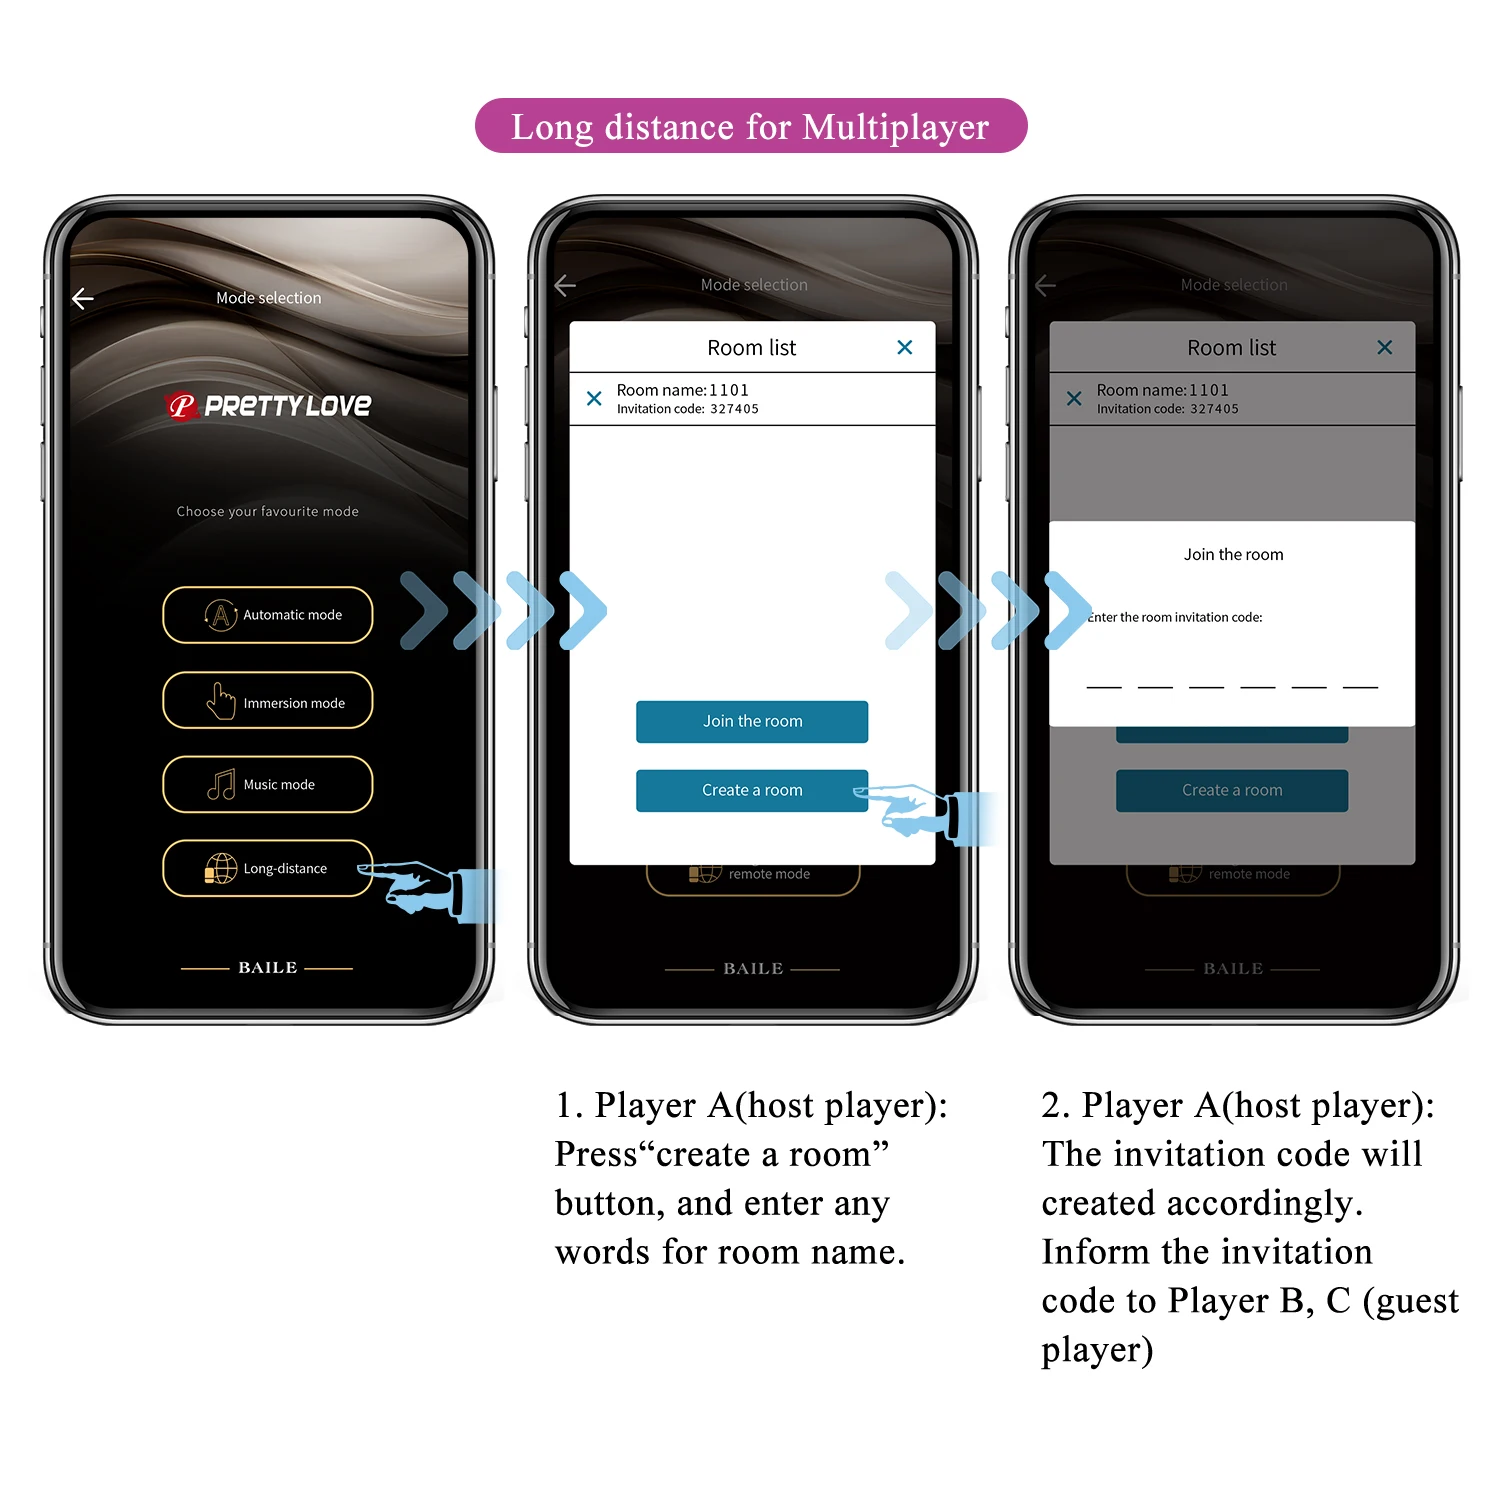 Long distance for Multiplayer
Mode selection
P PRETTY LOVE
Choose your favourite mode
A Automatic mode
Immersion mode
Music mode
Long-distance
BAILE
Mode selection
Room list
Room name:1101
Invitation code: 327405
Join the room
Create a room
remote mode
BAILE
Mode selection
Room list
Room name:1101
Invitation code: 327405
Join the room
Enter the room invitation code:
Create a room
remote mode
BAILE
1. Player A(host player):
Press“create a room”
button, and enter any
words for room name.
2. Player A(host player):
The invitation code will
created accordingly.
Inform the invitation
code to Player B, C (guest
player)